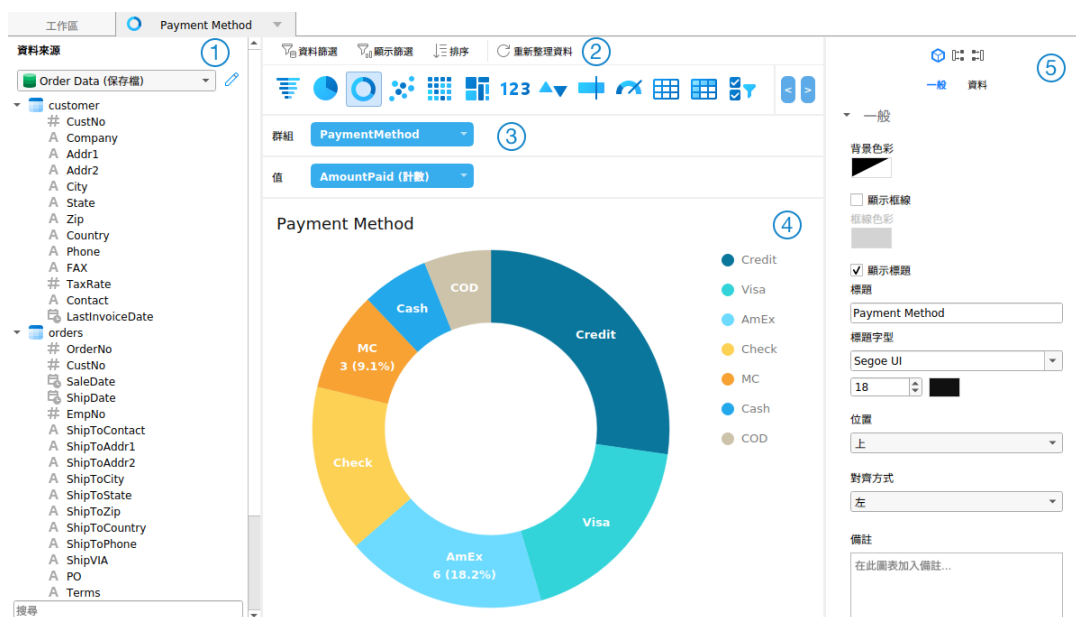 工作區
Payment Method
資料來源
1
Order Data (保存檔)
customer
# CustNo
A Company
A Addr1
A Addr2
A City
A State
A Zip
A Country
A Phone
A FAX
# TaxRate
A Contact
LastInvoiceDate
orders
# OrderNo
# CustNo
SaleDate
ShipDate
# EmpNo
A ShipToContact
A ShipToAddr1
A ShipToAddr2
A ShipToCity
A ShipToState
A ShipToZip
A ShipToCountry
A ShipToPhone
A ShipVIA
A PO
A Terms
搜尋
資料篩選 顯示篩選 排序 重新整理資料 2
123 < >
群組 PaymentMethod 3
值 AmountPaid (計數)
Payment Method 4
COD
Cash
MC
3 (9.1%)
Check
AmEx
6 (18.2%)
Visa
Credit
Credit
Visa
AmEx
Check
MC
Cash
COD
5
一般 資料
一般
背景色彩
顯示框線
框線色彩
顯示標題
標題
Payment Method
標題字型
Segoe UI
18
位置
上
對齊方式
左
備註
在此圖表加入備註...